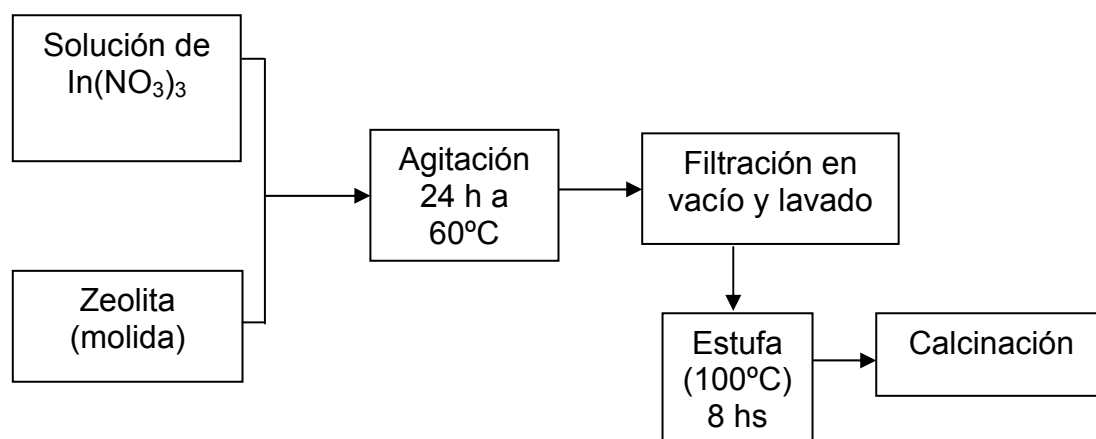 Solución de
In(NO₃)₃
Agitación
24 h a
60ºC
Filtración en
vacío y lavado
Zeolita
(molida)
Estufa
(100ºC)
8 hs
Calcinación